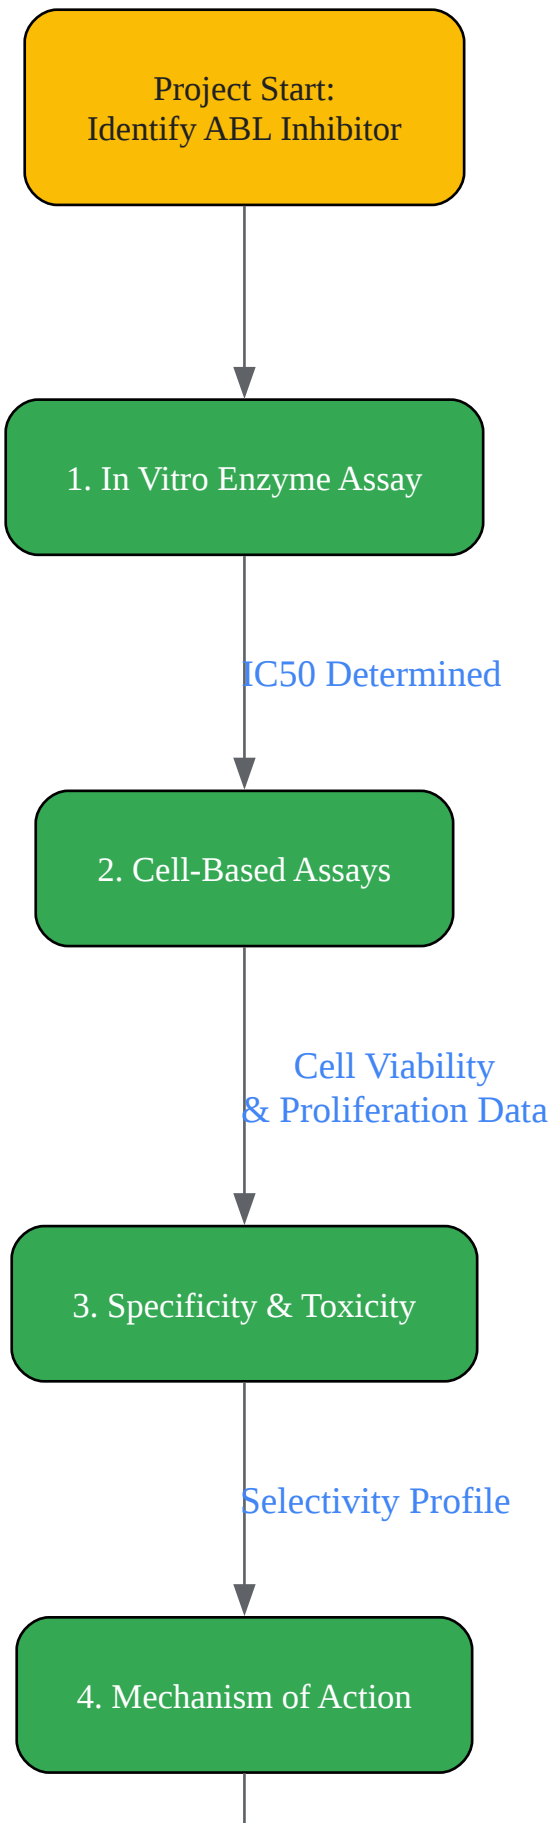 Project Start:
Identify ABL Inhibitor
1. In Vitro Enzyme Assay
IC50 Determined
2. Cell-Based Assays
Cell Viability
& Proliferation Data
3. Specificity & Toxicity
Selectivity Profile
4. Mechanism of Action